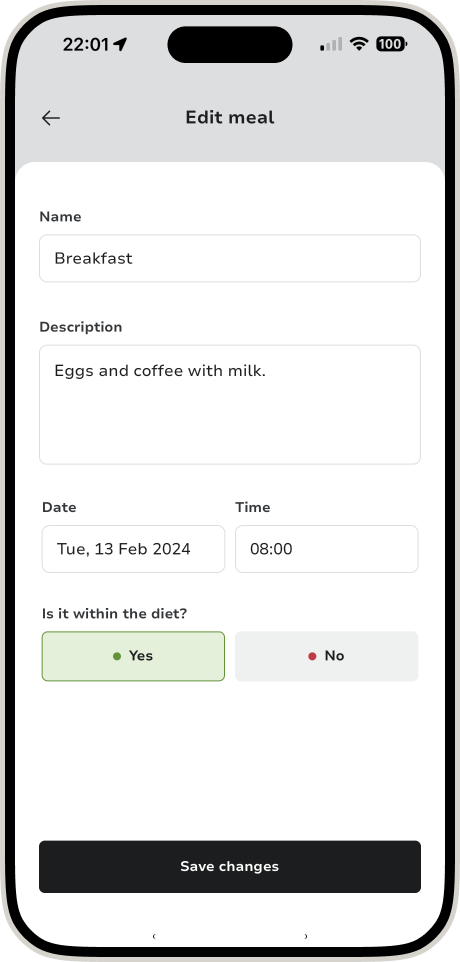 22:01
100
Edit meal
Name
Breakfast
Description
Eggs and coffee with milk.
Date Time
Tue, 13 Feb 2024 08:00
Is it within the diet?
Yes No
Save changes
‹ ›